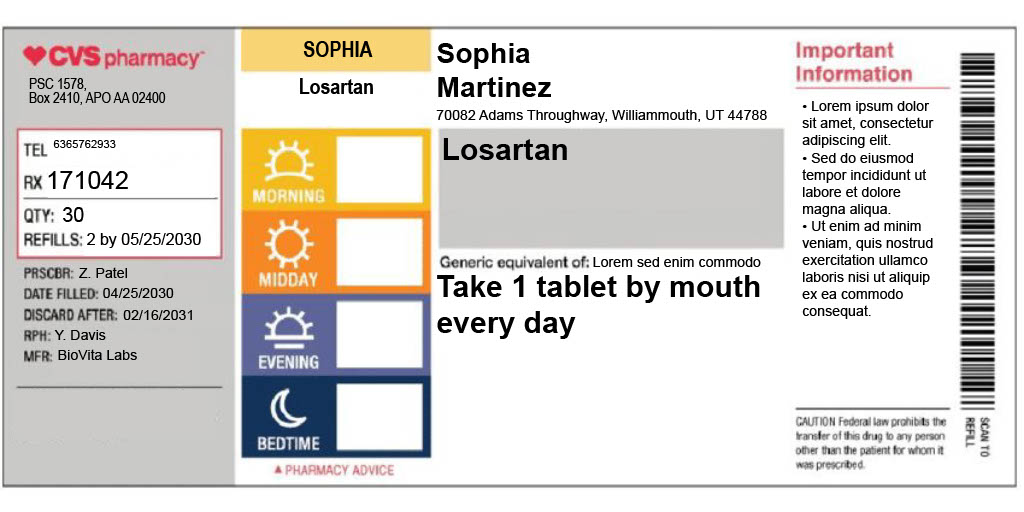 CVS pharmacy
PSC 1578,
Box 2410, APO AA 02400
TEL 6365762933
RX 171042
QTY: 30
REFILLS: 2 by 05/25/2030
PRSCBR: Z. Patel
DATE FILLED: 04/25/2030
DISCARD AFTER: 02/16/2031
RPH: Y. Davis
MFR: BioVita Labs
SOPHIA
Losartan
MORNING
MIDDAY
EVENING
BEDTIME
▲ PHARMACY ADVICE
Sophia
Martinez
70082 Adams Throughway, Williammouth, UT 44788
Losartan
Generic equivalent of: Lorem sed enim commodo
Take 1 tablet by mouth
every day
Important
Information
• Lorem ipsum dolor
sit amet, consectetur
adipiscing elit.
• Sed do eiusmod
tempor incididunt ut
labore et dolore
magna aliqua.
• Ut enim ad minim
veniam, quis nostrud
exercitation ullamco
laboris nisi ut aliquip
ex ea commodo
consequat.
CAUTION Federal law prohibits the
transfer of this drug to any person
other than the patient for whom it
was prescribed.
SCAN TO
REFILL